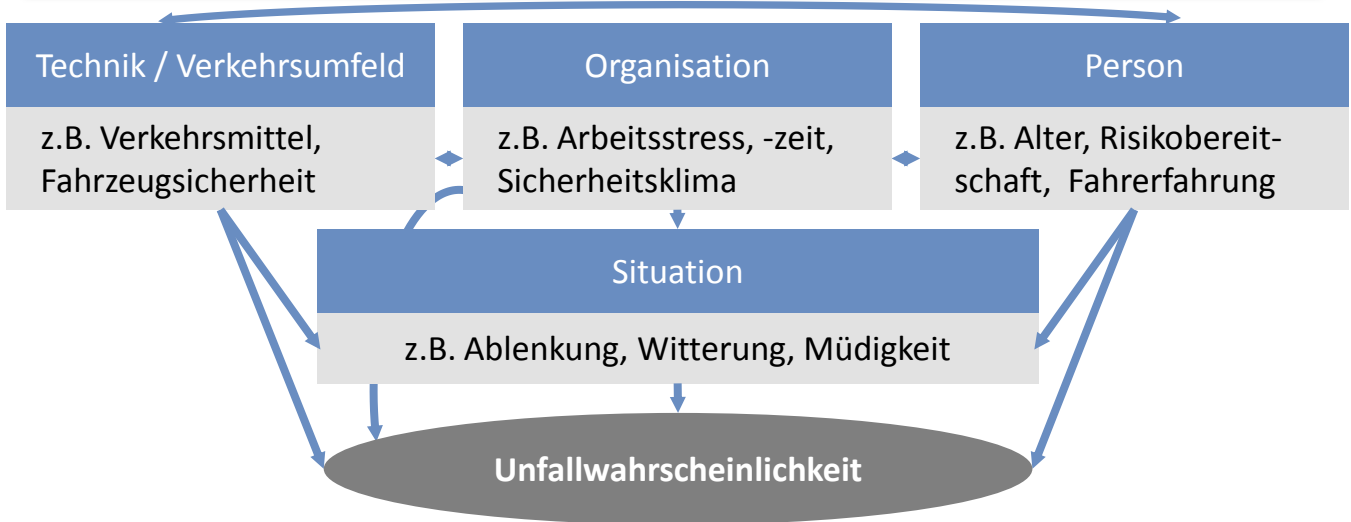 Technik / Verkehrsumfeld
z.B. Verkehrsmittel,
Fahrzeugsicherheit
Organisation
z.B. Arbeitsstress, -zeit,
Sicherheitsklima
Person
z.B. Alter, Risikobereit-
schaft, Fahrerfahrung
Situation
z.B. Ablenkung, Witterung, Müdigkeit
Unfallwahrscheinlichkeit